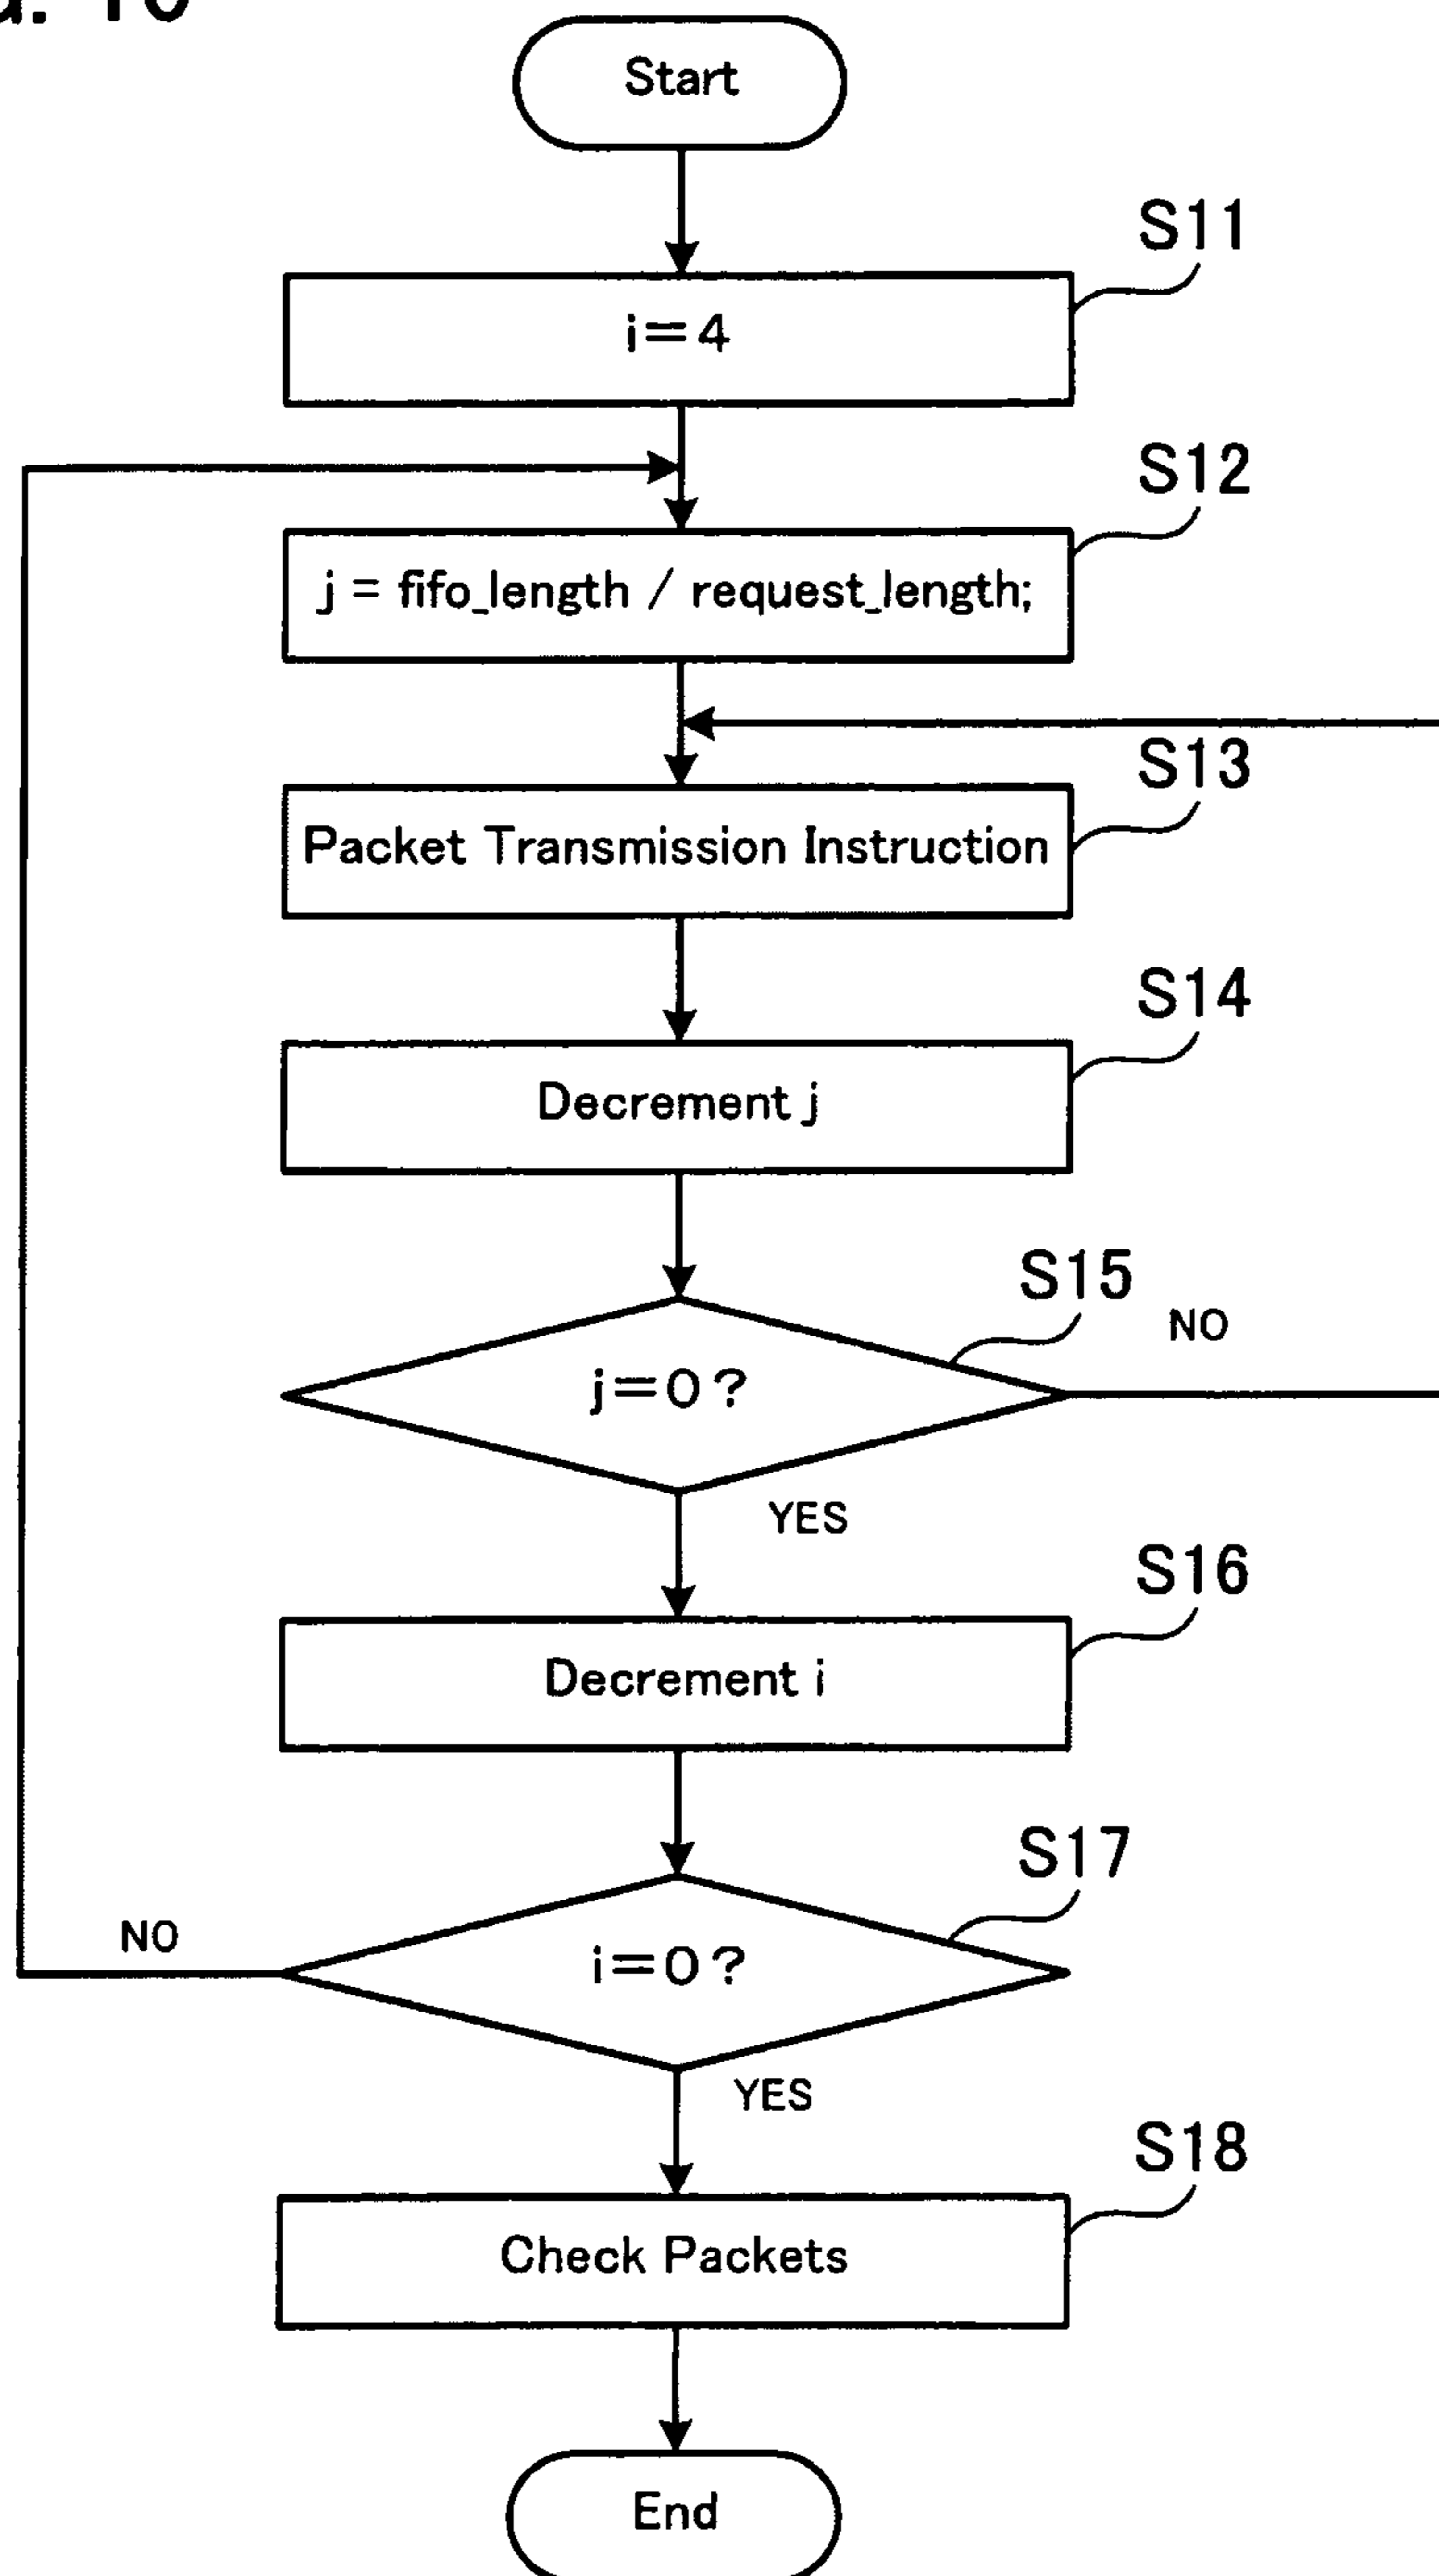 Start
S11
i=4
S12
j = fifo_length / request_length;
S13
Packet Transmission Instruction
S14
Decrement j
S15
NO
j=0?
YES
S16
Decrement i
S17
NO
i=0?
YES
S18
Check Packets
End